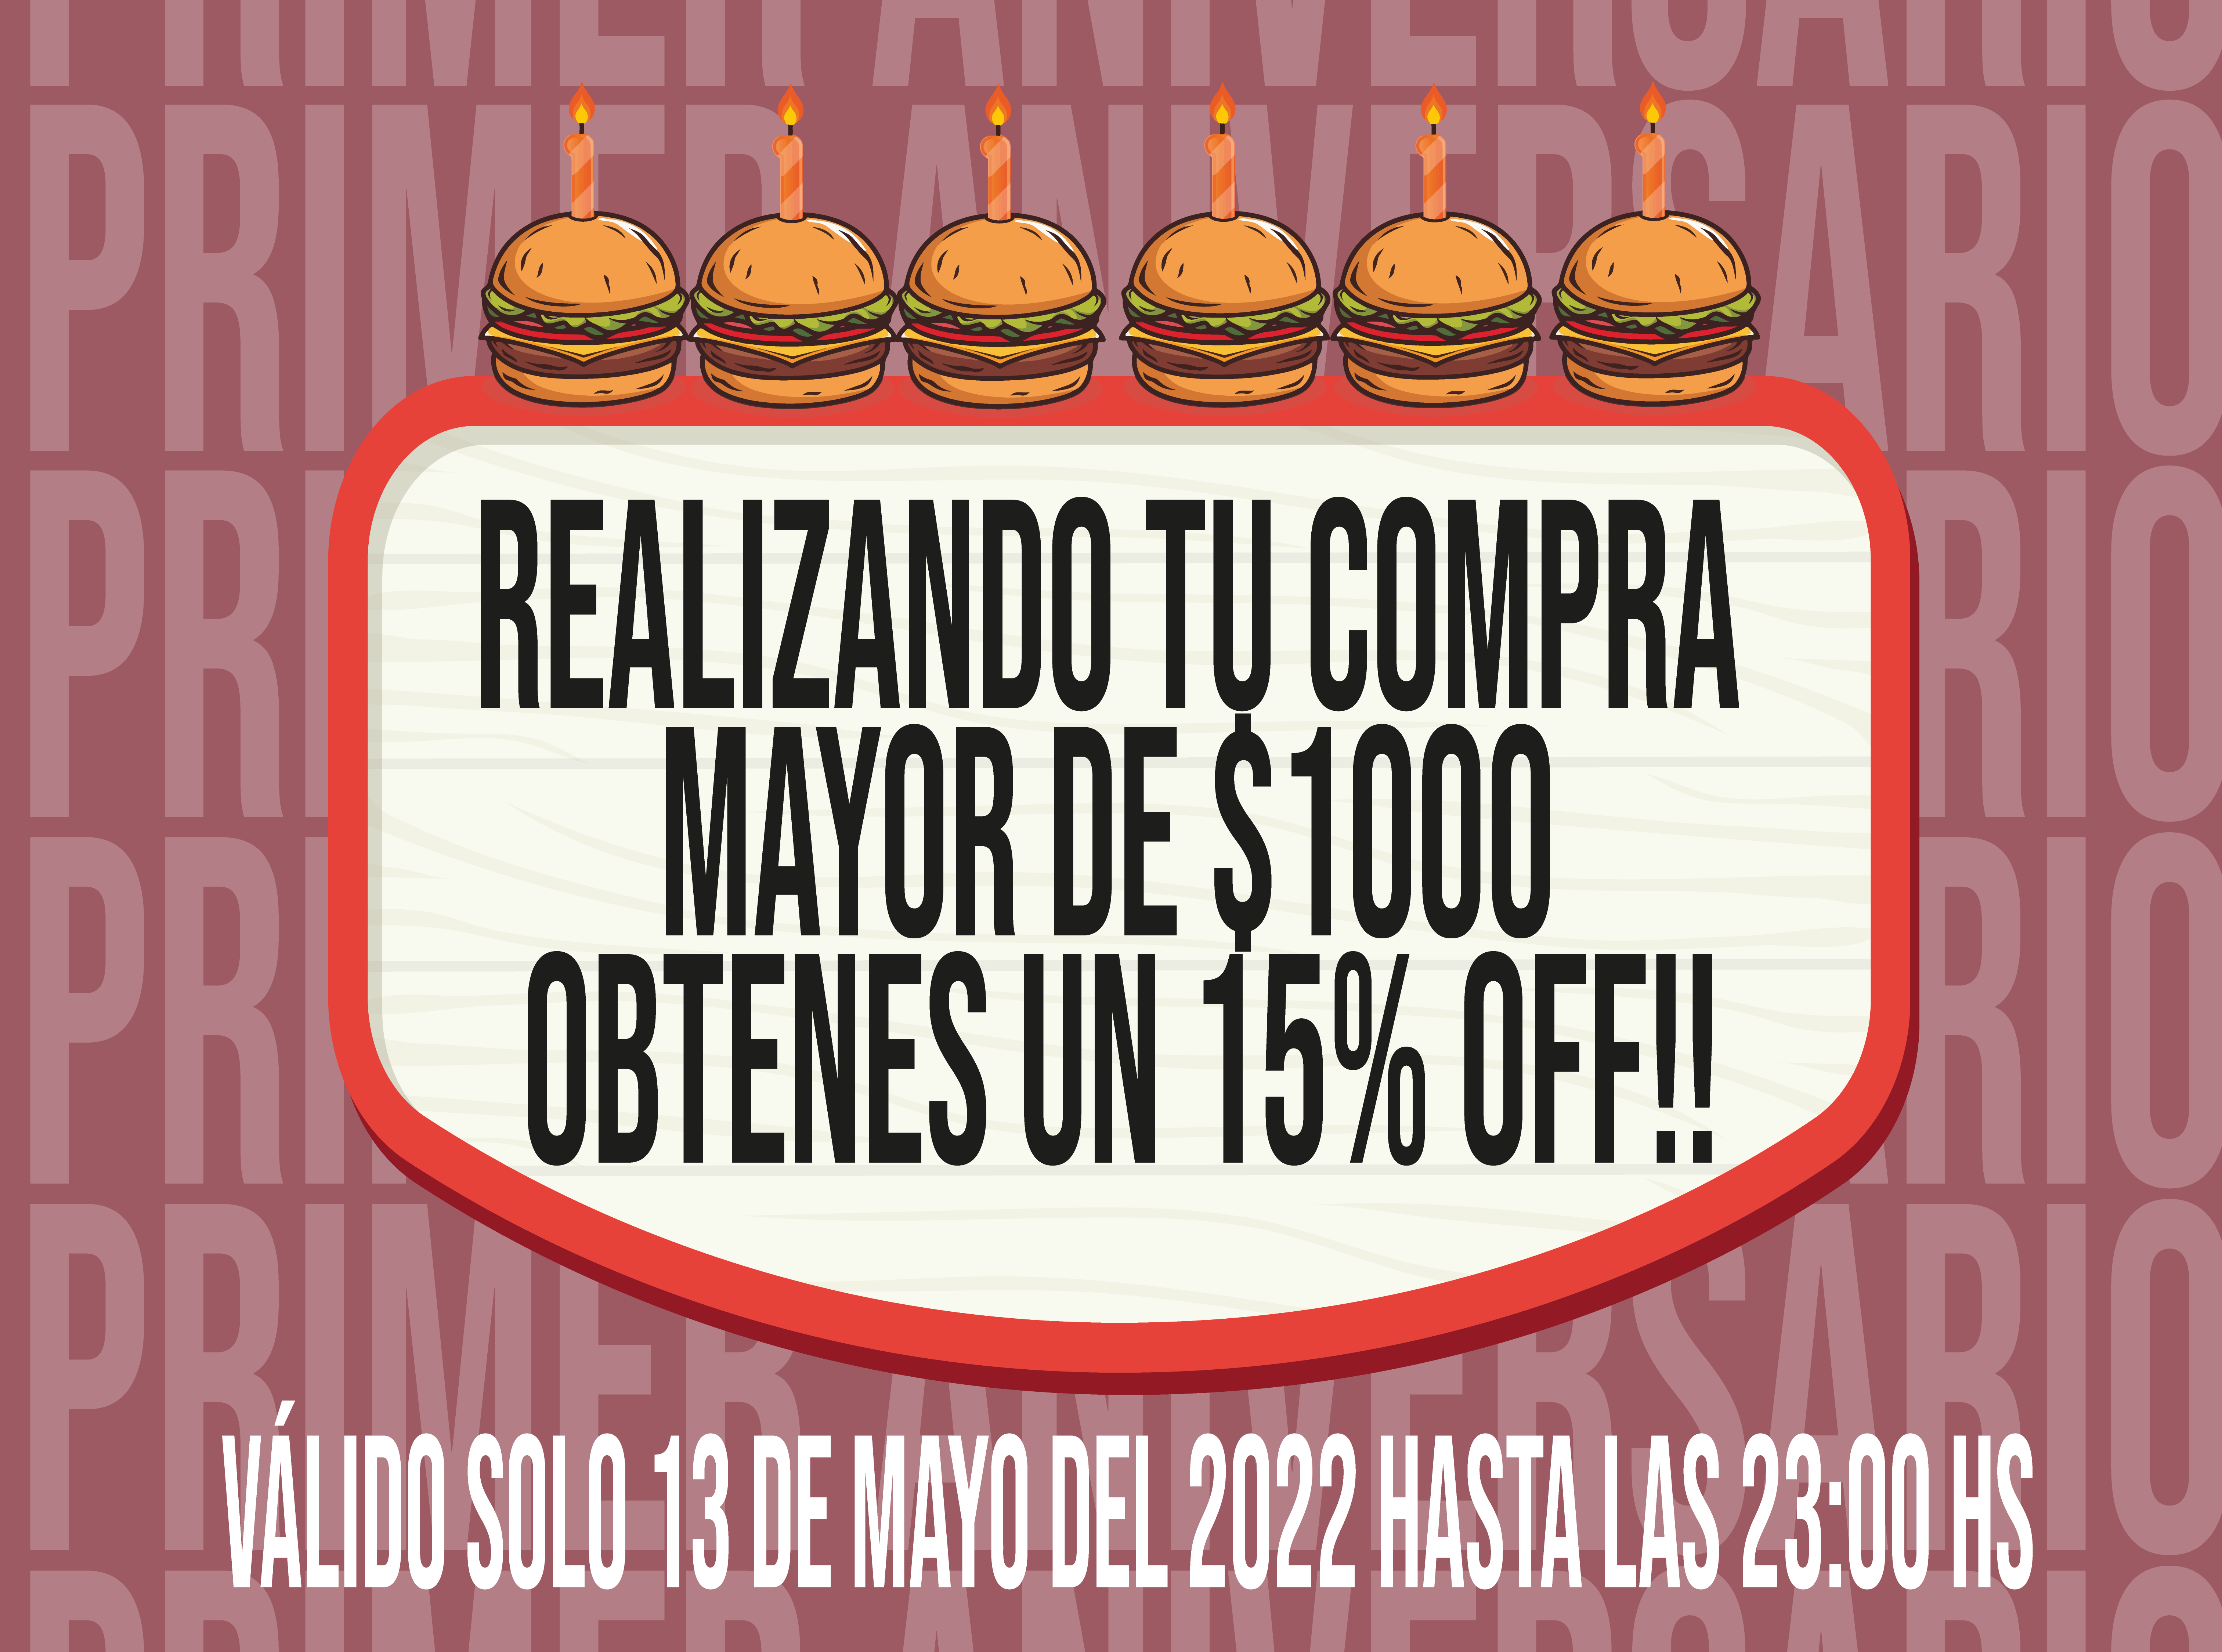 PRIMER ANIVERSARIO
PRIMER ANIVERSARIO
REALIZANDO TU COMPRA
MAYOR DE $1000
OBTENES UN 15% OFF!!
PRIMER ANIVERSARIO
VÁLIDO SOLO 13 DE MAYO DEL 2022 HASTA LAS 23:00 HS
PRIMER ANIVERSARIO